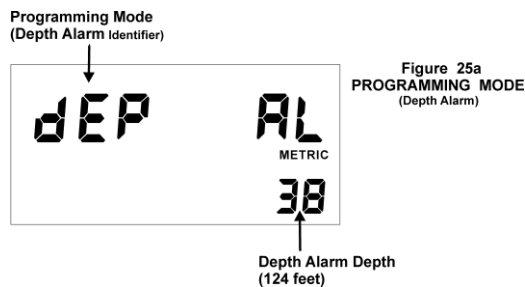 Programming Mode
(Depth Alarm Identifier)
Figure 25a
PROGRAMMING MODE
(Depth Alarm)
dEP AL
METRIC
38
Depth Alarm Depth
(124 feet)